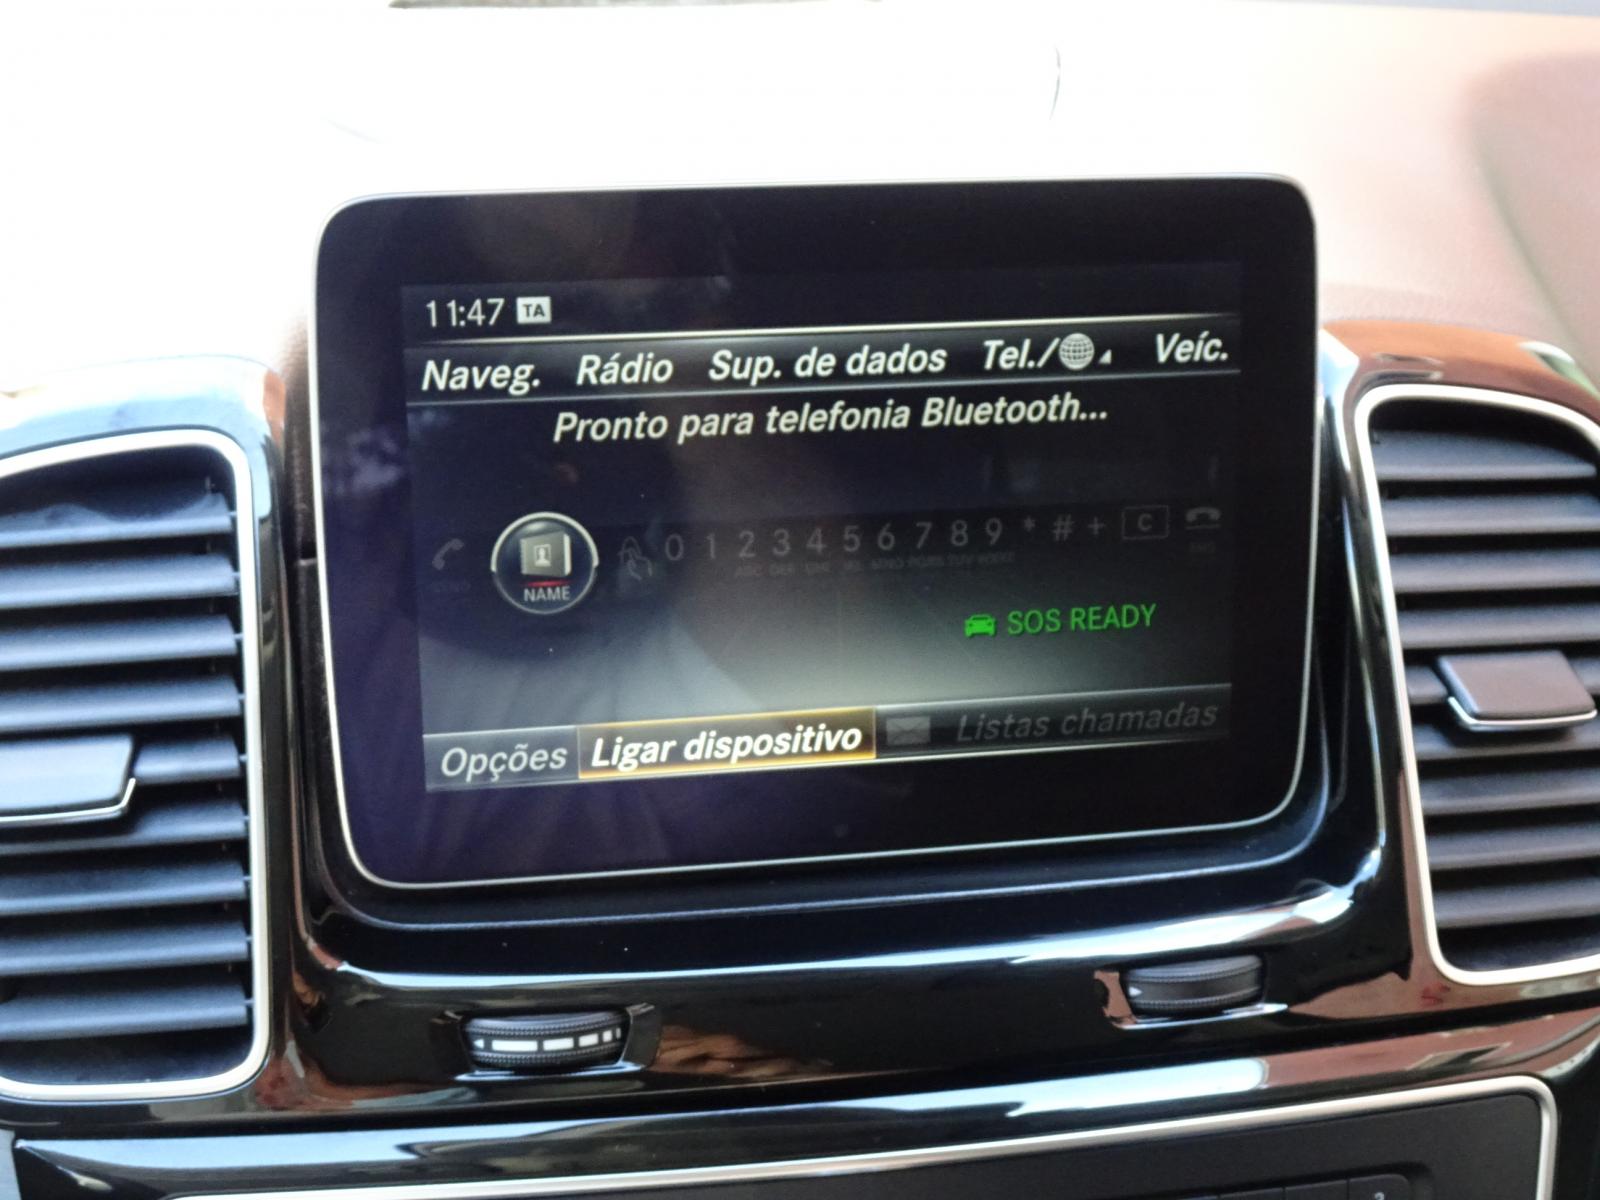 11:47 TA
Naveg. Rádio Sup. de dados Tel./ Veíc.
Pronto para telefonia Bluetooth...
NAME 0 1 2 3 4 5 6 7 8 9 * # + C
SOS READY
Opções Ligar dispositivo Listas chamadas